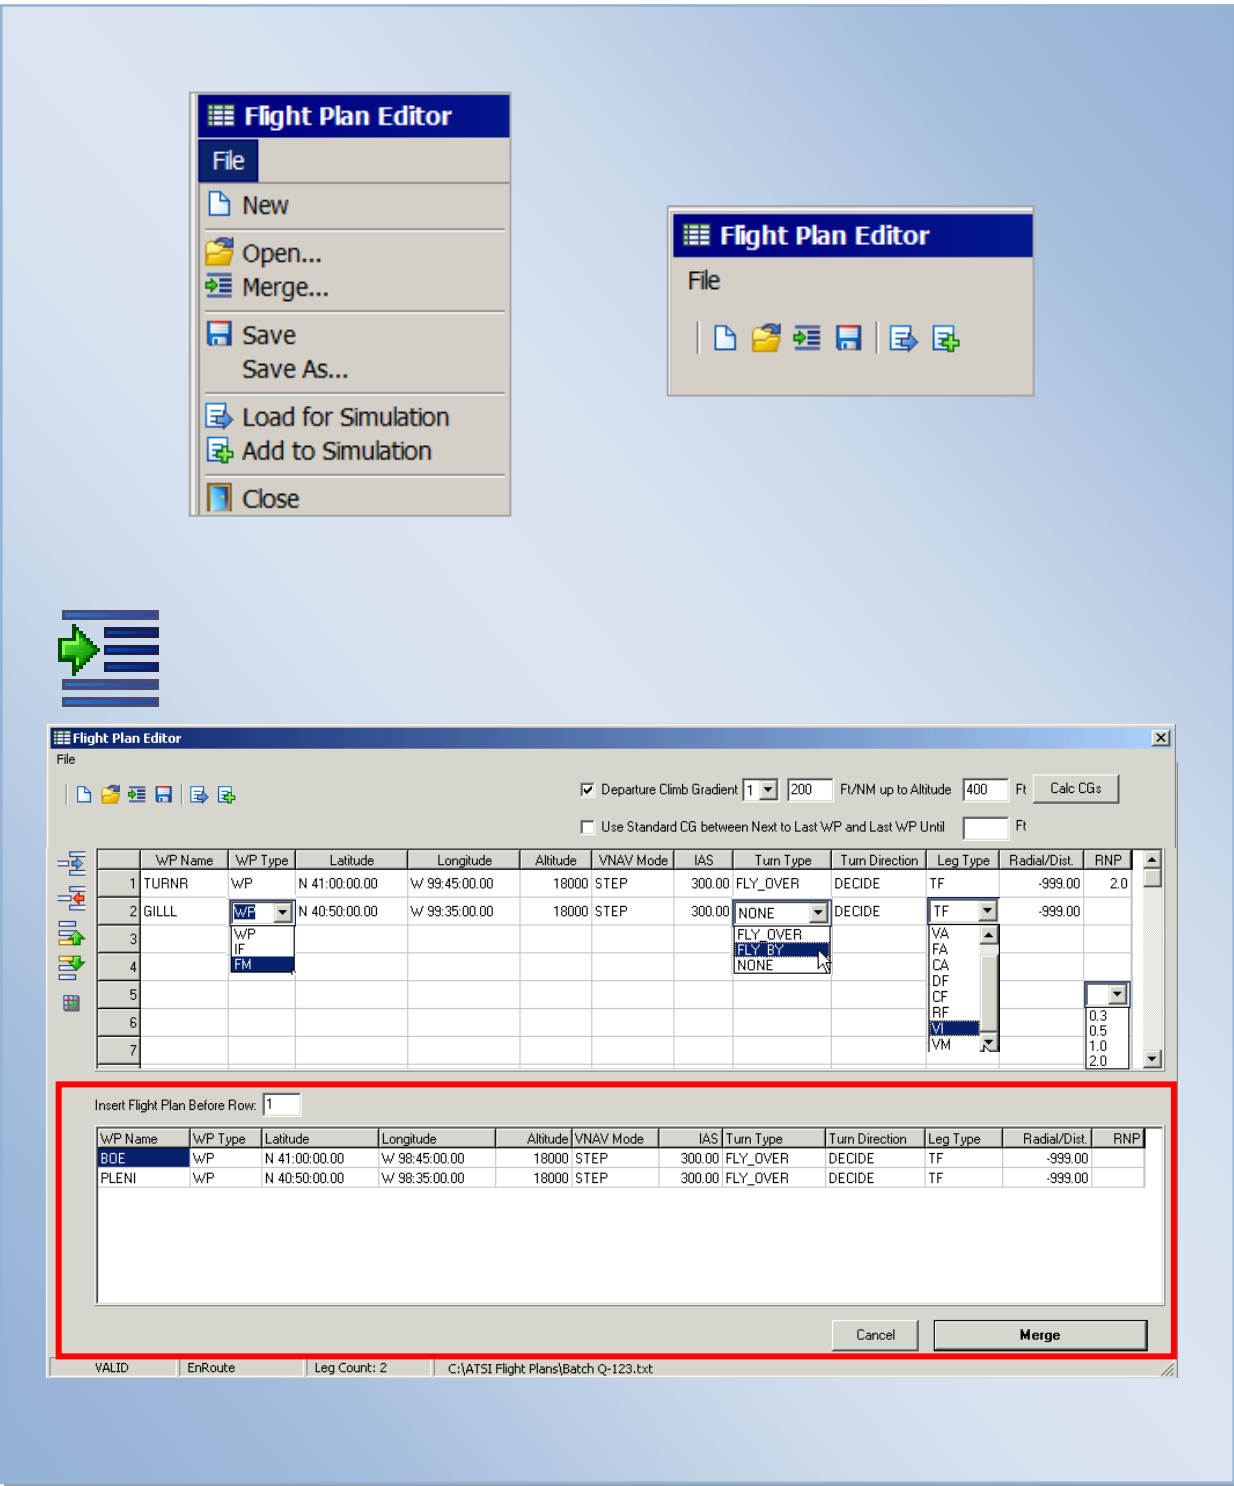 Flight Plan Editor
File
New
Open...
Merge...
Save
Save As...
Load for Simulation
Add to Simulation
Close
Flight Plan Editor
File
Flight Plan Editor
File
Departure Climb Gradient 1 200 Ft/NM up to Altitude 400 Ft Calc CGs
Use Standard CG between Next to Last WP and Last WP Until Ft
WP Name WP Type Latitude Longitude Altitude VNAV Mode IAS Turn Type Turn Direction Leg Type Radial/Dist. RNP
1 TURNR WP N 41:00:00.00 W 99:45:00.00 18000 STEP 300.00 FLY_OVER DECIDE TF -999.00 2.0
2 GILLL WP N 40:50:00.00 W 99:35:00.00 18000 STEP 300.00 NONE DECIDE TF -999.00
3 WP FLY_OVER VA
IF FLY_BY FA
4 FM NONE CA
DF
5 CF
RF 0.3
6 VI 0.5
7 VM 1.0
2.0
Insert Flight Plan Before Row: 1
WP Name WP Type Latitude Longitude Altitude VNAV Mode IAS Turn Type Turn Direction Leg Type Radial/Dist. RNP
BOE WP N 41:00:00.00 W 98:45:00.00 18000 STEP 300.00 FLY_OVER DECIDE TF -999.00
PLENI WP N 40:50:00.00 W 98:35:00.00 18000 STEP 300.00 FLY_OVER DECIDE TF -999.00
Cancel Merge
VALID EnRoute Leg Count: 2 C:\ATSI Flight Plans\Batch Q-123.txt